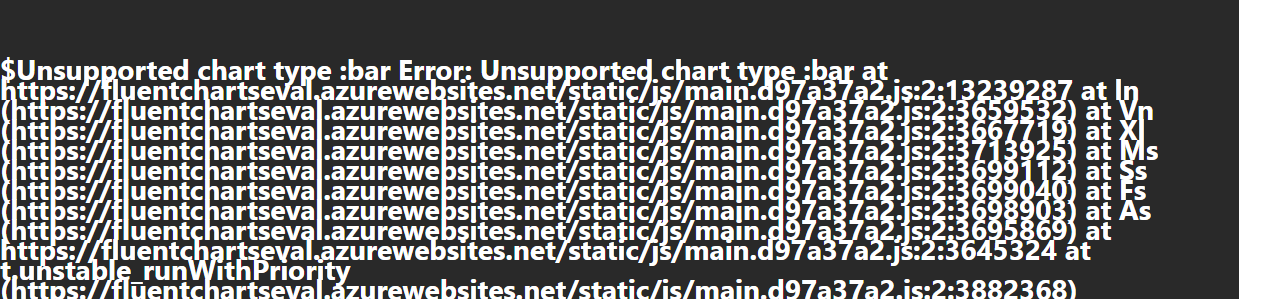 $Unsupported chart type :bar Error: Unsupported chart type :bar at
https://fluentchartseval.azurewebsites.net/static/js/main.d97a37a2.js:2:13239287 at ln
(https://fluentchartseval.azurewebsites.net/static/js/main.d97a37a2.js:2:3659532) at Vn
(https://fluentchartseval.azurewebsites.net/static/js/main.d97a37a2.js:2:3667719) at Xl
(https://fluentchartseval.azurewebsites.net/static/js/main.d97a37a2.js:2:3713925) at Ms
(https://fluentchartseval.azurewebsites.net/static/js/main.d97a37a2.js:2:3699112) at Ss
(https://fluentchartseval.azurewebsites.net/static/js/main.d97a37a2.js:2:3699040) at Fs
(https://fluentchartseval.azurewebsites.net/static/js/main.d97a37a2.js:2:3698903) at As
(https://fluentchartseval.azurewebsites.net/static/js/main.d97a37a2.js:2:3695869) at
https://fluentchartseval.azurewebsites.net/static/js/main.d97a37a2.js:2:3645324 at
t.unstable_runWithPriority
(https://fluentchartseval.azurewebsites.net/static/js/main.d97a37a2.js:2:3882368)